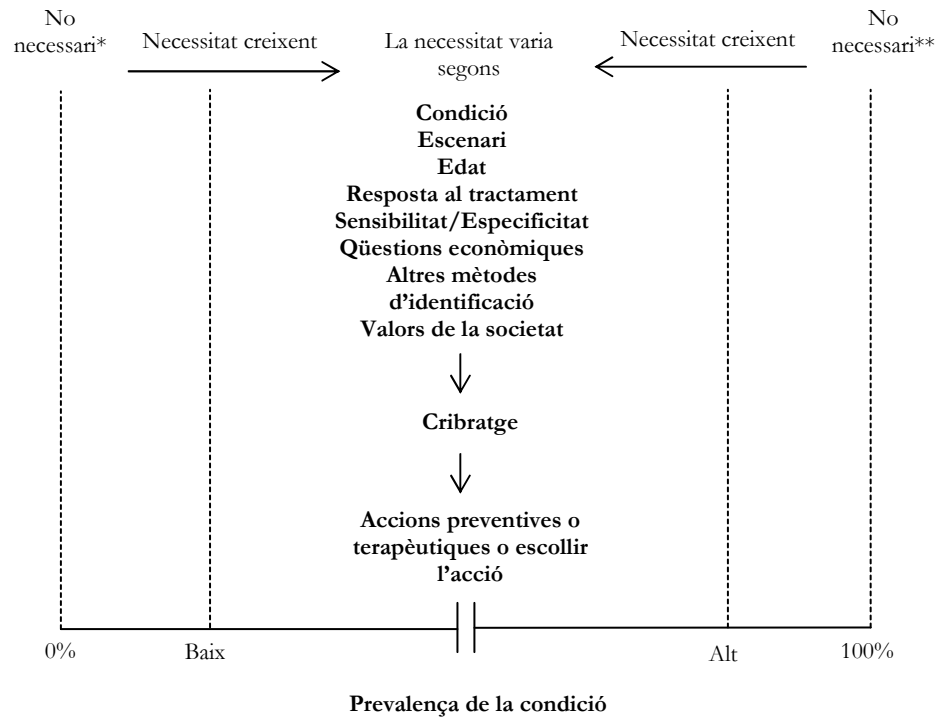 No
necessari*
Necessitat creixent
La necessitat varia
segons
Necessitat creixent
No
necessari**
Condició
Escenari
Edat
Resposta al tractament
Sensibilitat/Especificitat
Qüestions econòmiques
Altres mètodes
d'identificació
Valors de la societat
Cribratge
Accions preventives o
terapèutiques o escollir
l'acció
0%
Baix
Alt
100%
Prevalença de la condició